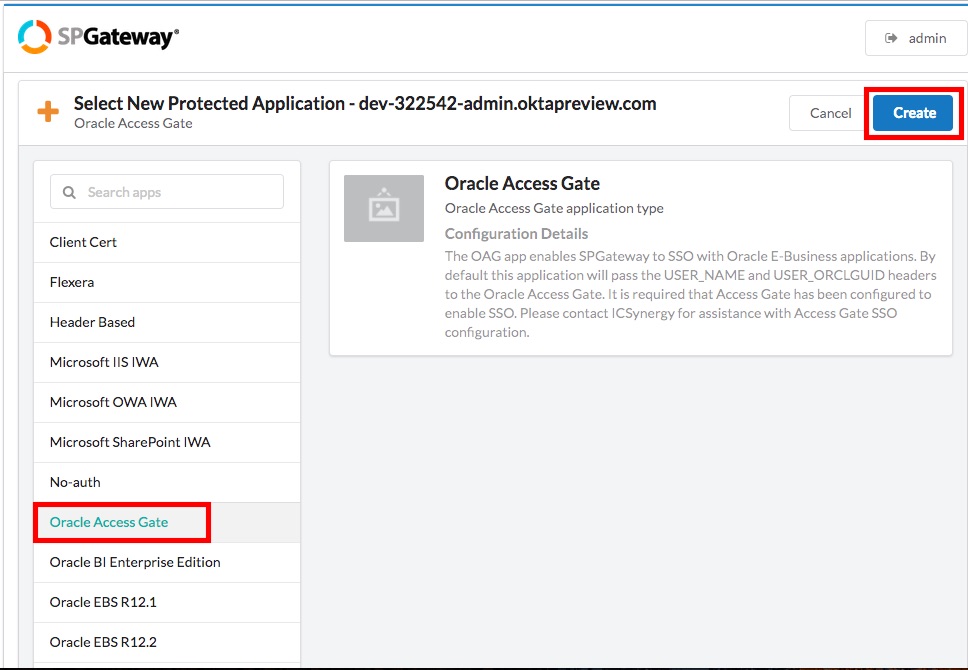 SPGateway®
admin
Select New Protected Application - dev-322542-admin.oktapreview.com
Oracle Access Gate
Cancel
Create
Search apps
Client Cert
Flexera
Header Based
Microsoft IIS IWA
Microsoft OWA IWA
Microsoft SharePoint IWA
No-auth
Oracle Access Gate
Oracle BI Enterprise Edition
Oracle EBS R12.1
Oracle EBS R12.2
Oracle Access Gate
Oracle Access Gate application type
Configuration Details
The OAG app enables SPGateway to SSO with Oracle E-Business applications. By
default this application will pass the USER_NAME and USER_ORCLGUID headers
to the Oracle Access Gate. It is required that Access Gate has been configured to
enable SSO. Please contact ICSynergy for assistance with Access Gate SSO
configuration.